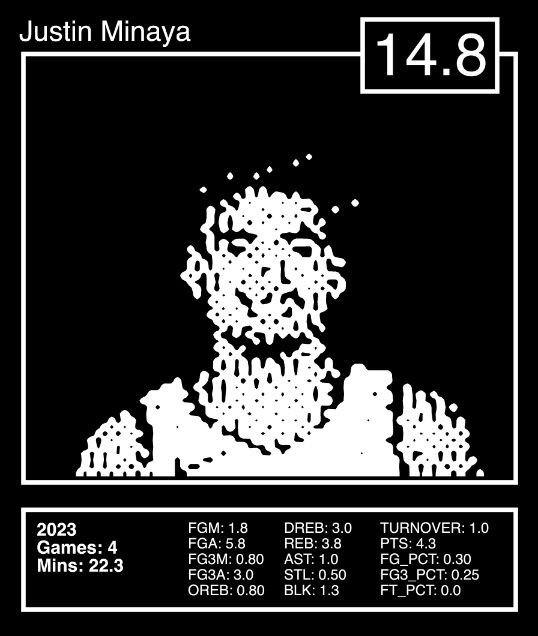 Justin Minaya
14.8
2023
Games: 4
Mins: 22.3
FGM: 1.8
FGA: 5.8
FG3M: 0.80
FG3A: 3.0
OREB: 0.80
DREB: 3.0
REB: 3.8
AST: 1.0
STL: 0.50
BLK: 1.3
TURNOVER: 1.0
PTS: 4.3
FG_PCT: 0.30
FG3_PCT: 0.25
FT_PCT: 0.0